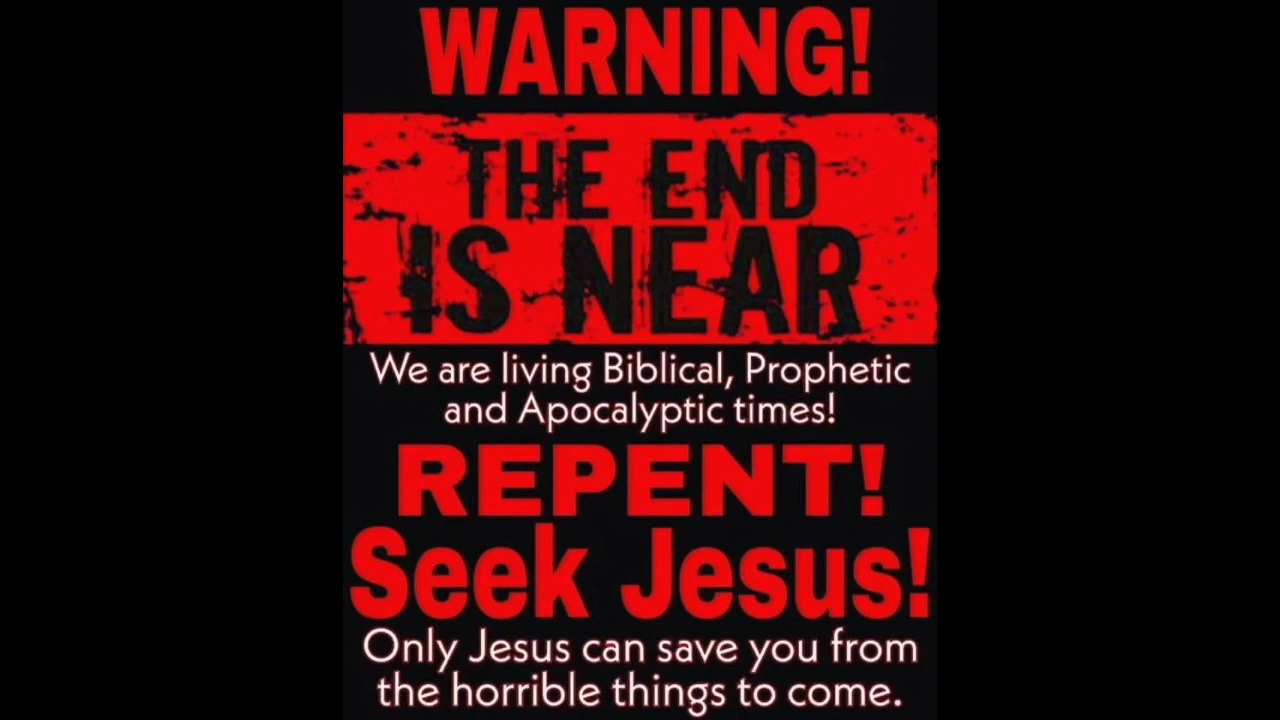 WARNING!
THE END
IS NEAR
We are living Biblical, Prophetic
and Apocalyptic times!
REPENT!
Seek Jesus!
Only Jesus can save you from
the horrible things to come.